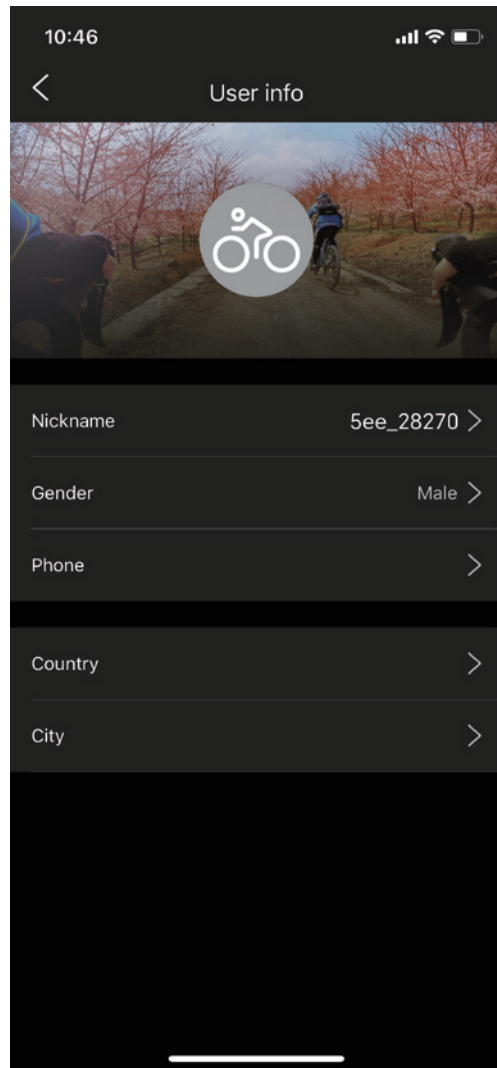 10:46
User info
Nickname 5ee_28270
Gender Male
Phone
Country
City